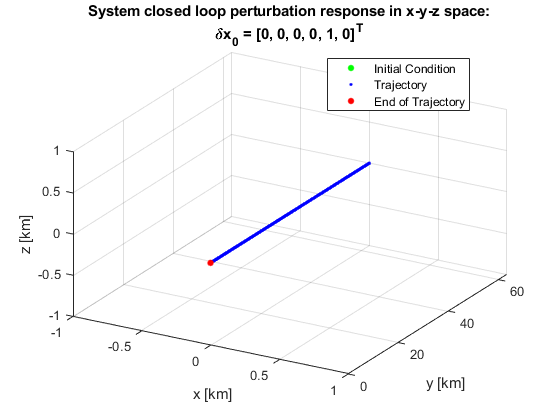 System closed loop perturbation response in x-y-z space:
δx0 = [0, 0, 0, 0, 1, 0]T
Initial Condition
Trajectory
End of Trajectory
1
0.5
0
-0.5
-1
z [km]
-1
-0.5
0
0.5
1
x [km]
0
20
40
60
y [km]